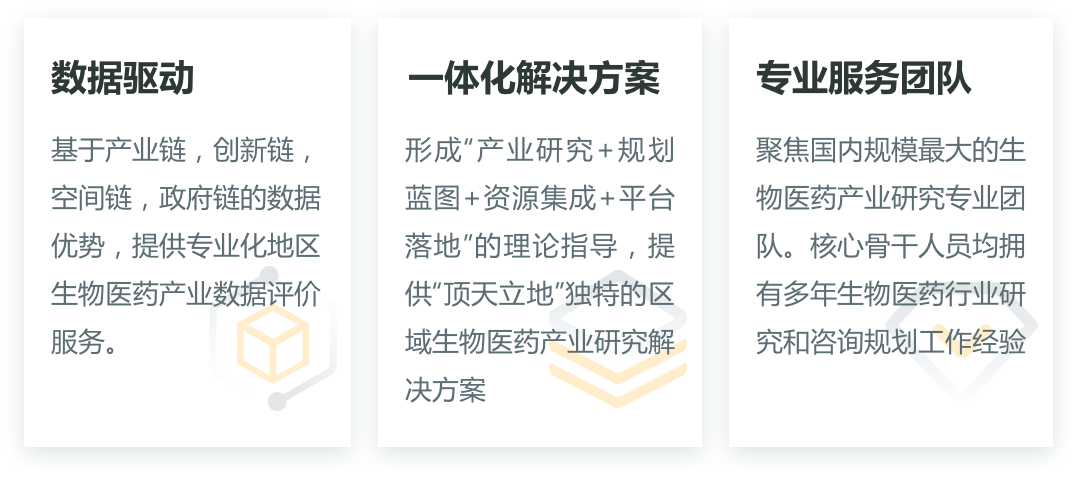 数据驱动
基于产业链，创新链，
空间链，政府链的数据
优势，提供专业化地区
生物医药产业数据评价
服务。
一体化解决方案
形成“产业研究+规划
蓝图+资源集成+平台
落地”的理论指导，提
供“顶天立地”独特的区
域生物医药产业研究解
决方案
专业服务团队
聚焦国内规模最大的生
物医药产业研究专业团
队。核心骨干人员均拥
有多年生物医药行业研
究和咨询规划工作经验